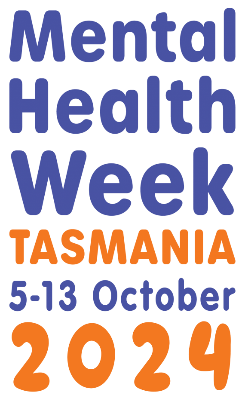 Mental
Health
Week
TASMANIA
5-13 October
2024